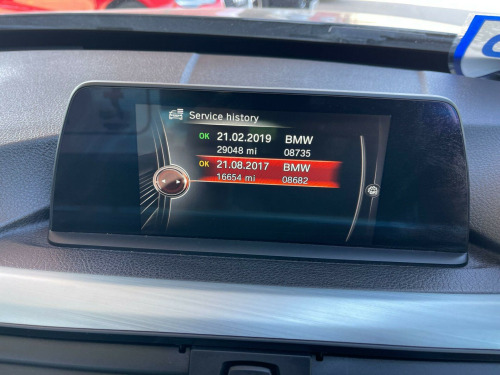 Service history
OK 21.02.2019 BMW
29048 mi 08735
OK 21.08.2017 BMW
16654 mi 08682